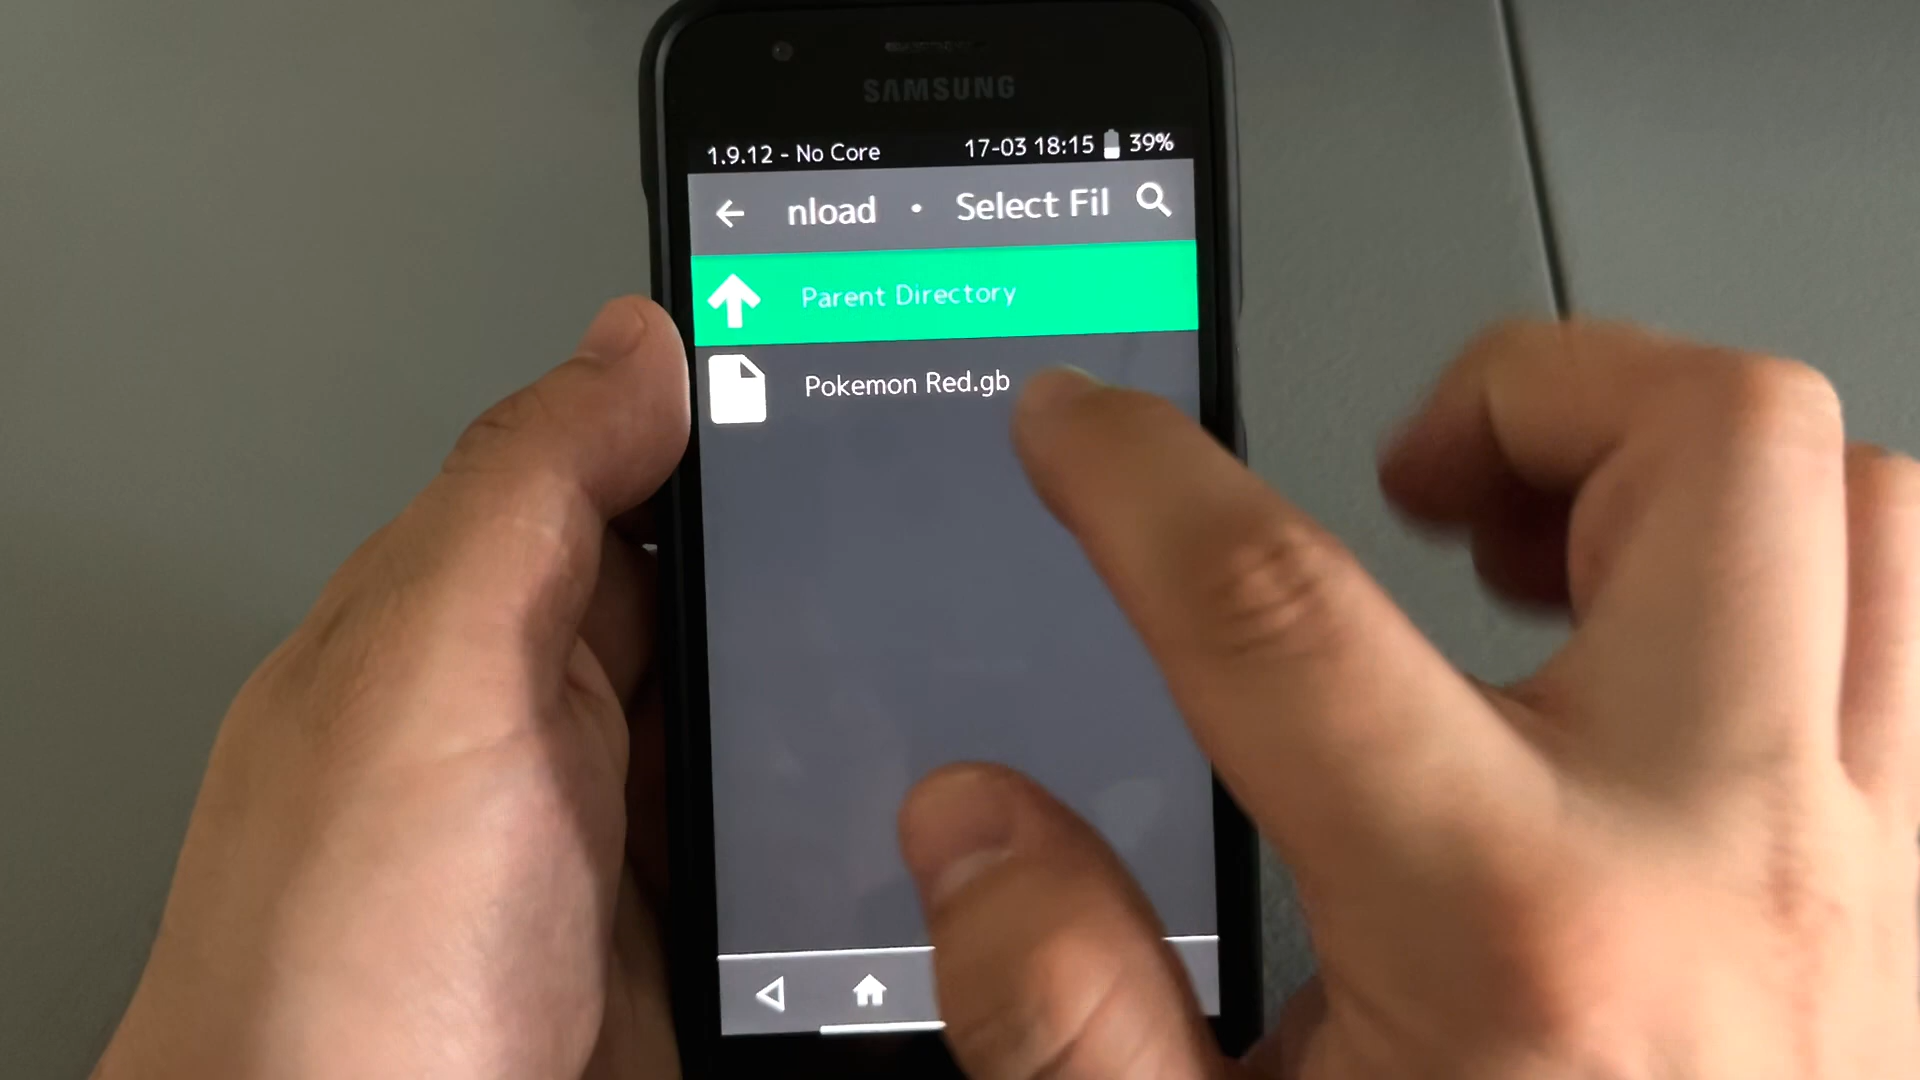 SAMSUNG
1.9.12 - No Core 17-03 18:15 39%
nload • Select Fil
Parent Directory
Pokemon Red.gb